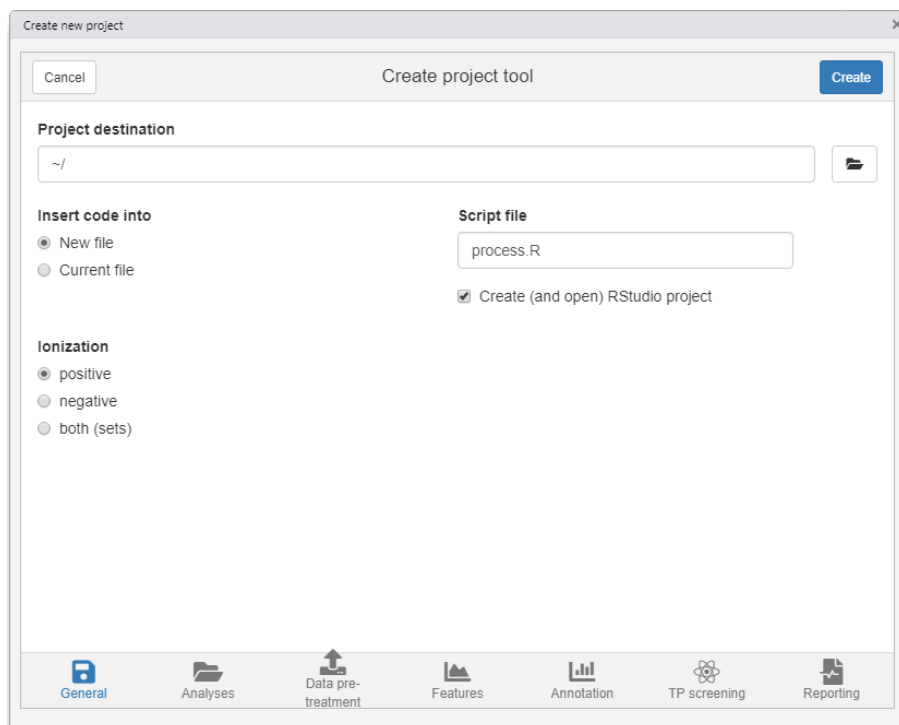 Create new project
Cancel
Create project tool
Create
Project destination
~/
Insert code into
New file
Current file
Script file
process.R
Create (and open) RStudio project
Ionization
positive
negative
both (sets)
General
Analyses
Data pre-
treatment
Features
Annotation
TP screening
Reporting